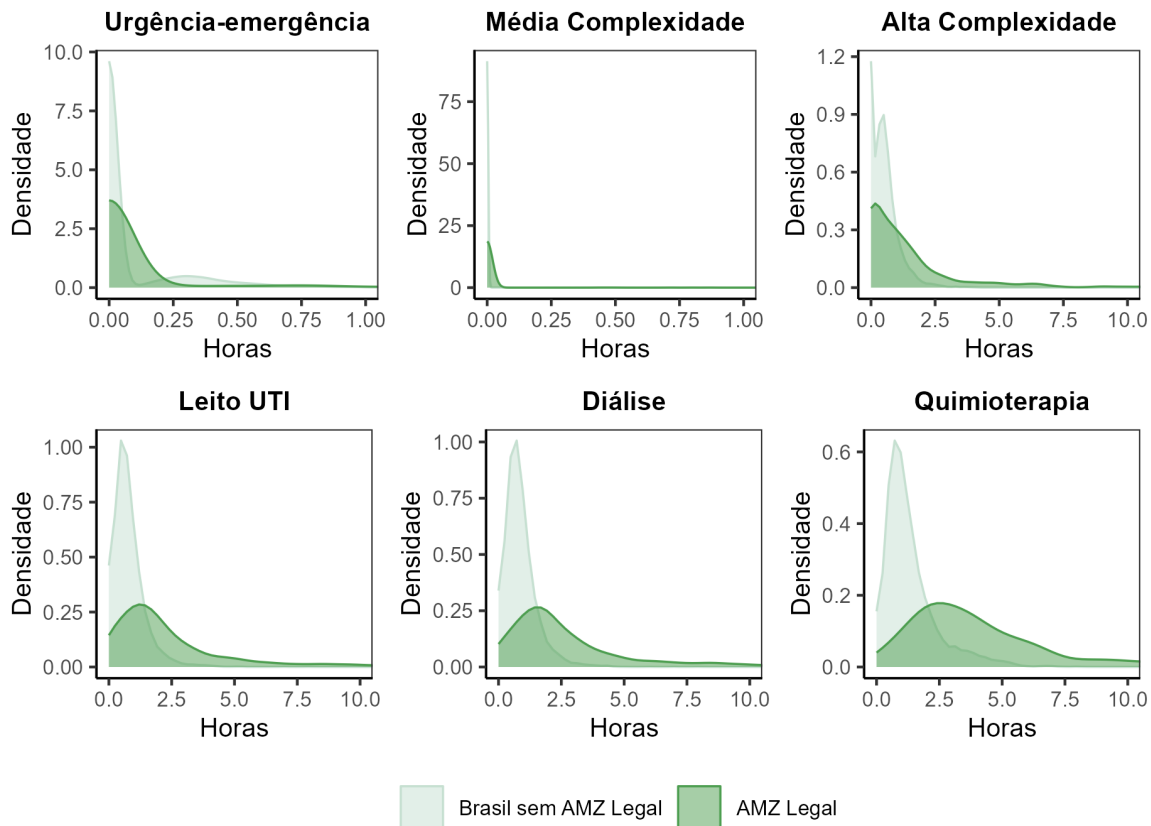 Urgência-emergência
Média Complexidade
Alta Complexidade
Densidade
10.0
7.5
5.0
2.5
0.0
0.00 0.25 0.50 0.75 1.00
Horas
Densidade
75
50
25
0
0.00 0.25 0.50 0.75 1.00
Horas
Densidade
1.2
0.9
0.6
0.3
0.0
0.0 2.5 5.0 7.5 10.0
Horas
Leito UTI
Diálise
Quimioterapia
Densidade
1.00
0.75
0.50
0.25
0.00
0.0 2.5 5.0 7.5 10.0
Horas
Densidade
1.00
0.75
0.50
0.25
0.00
0.0 2.5 5.0 7.5 10.0
Horas
Densidade
0.6
0.4
0.2
0.0
0.0 2.5 5.0 7.5 10.0
Horas
Brasil sem AMZ Legal
AMZ Legal